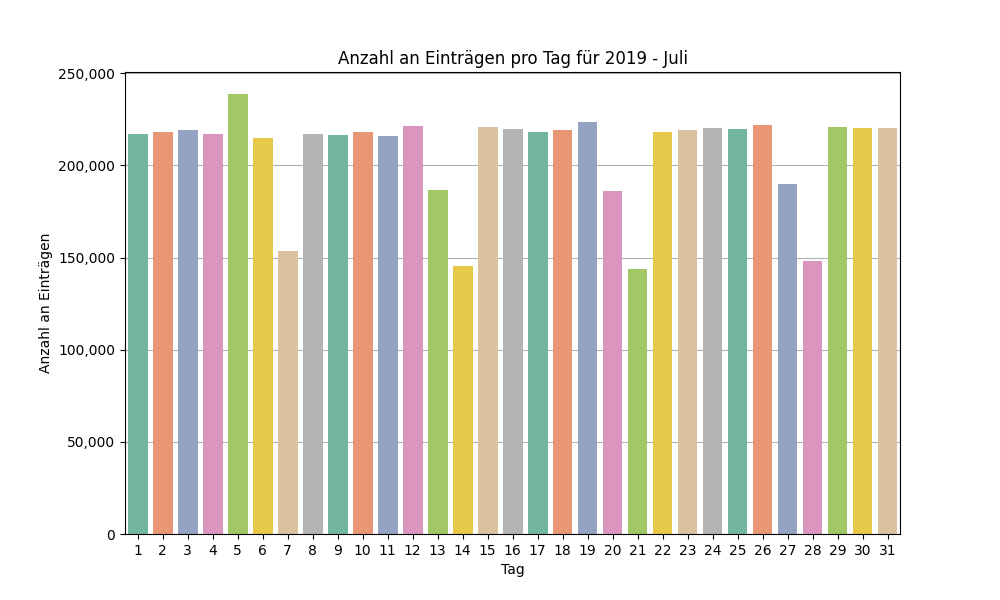 Anzahl an Einträgen pro Tag für 2019 - Juli
Anzahl an Einträgen
250,000
200,000
150,000
100,000
50,000
0
1 2 3 4 5 6 7 8 9 10 11 12 13 14 15 16 17 18 19 20 21 22 23 24 25 26 27 28 29 30 31
Tag